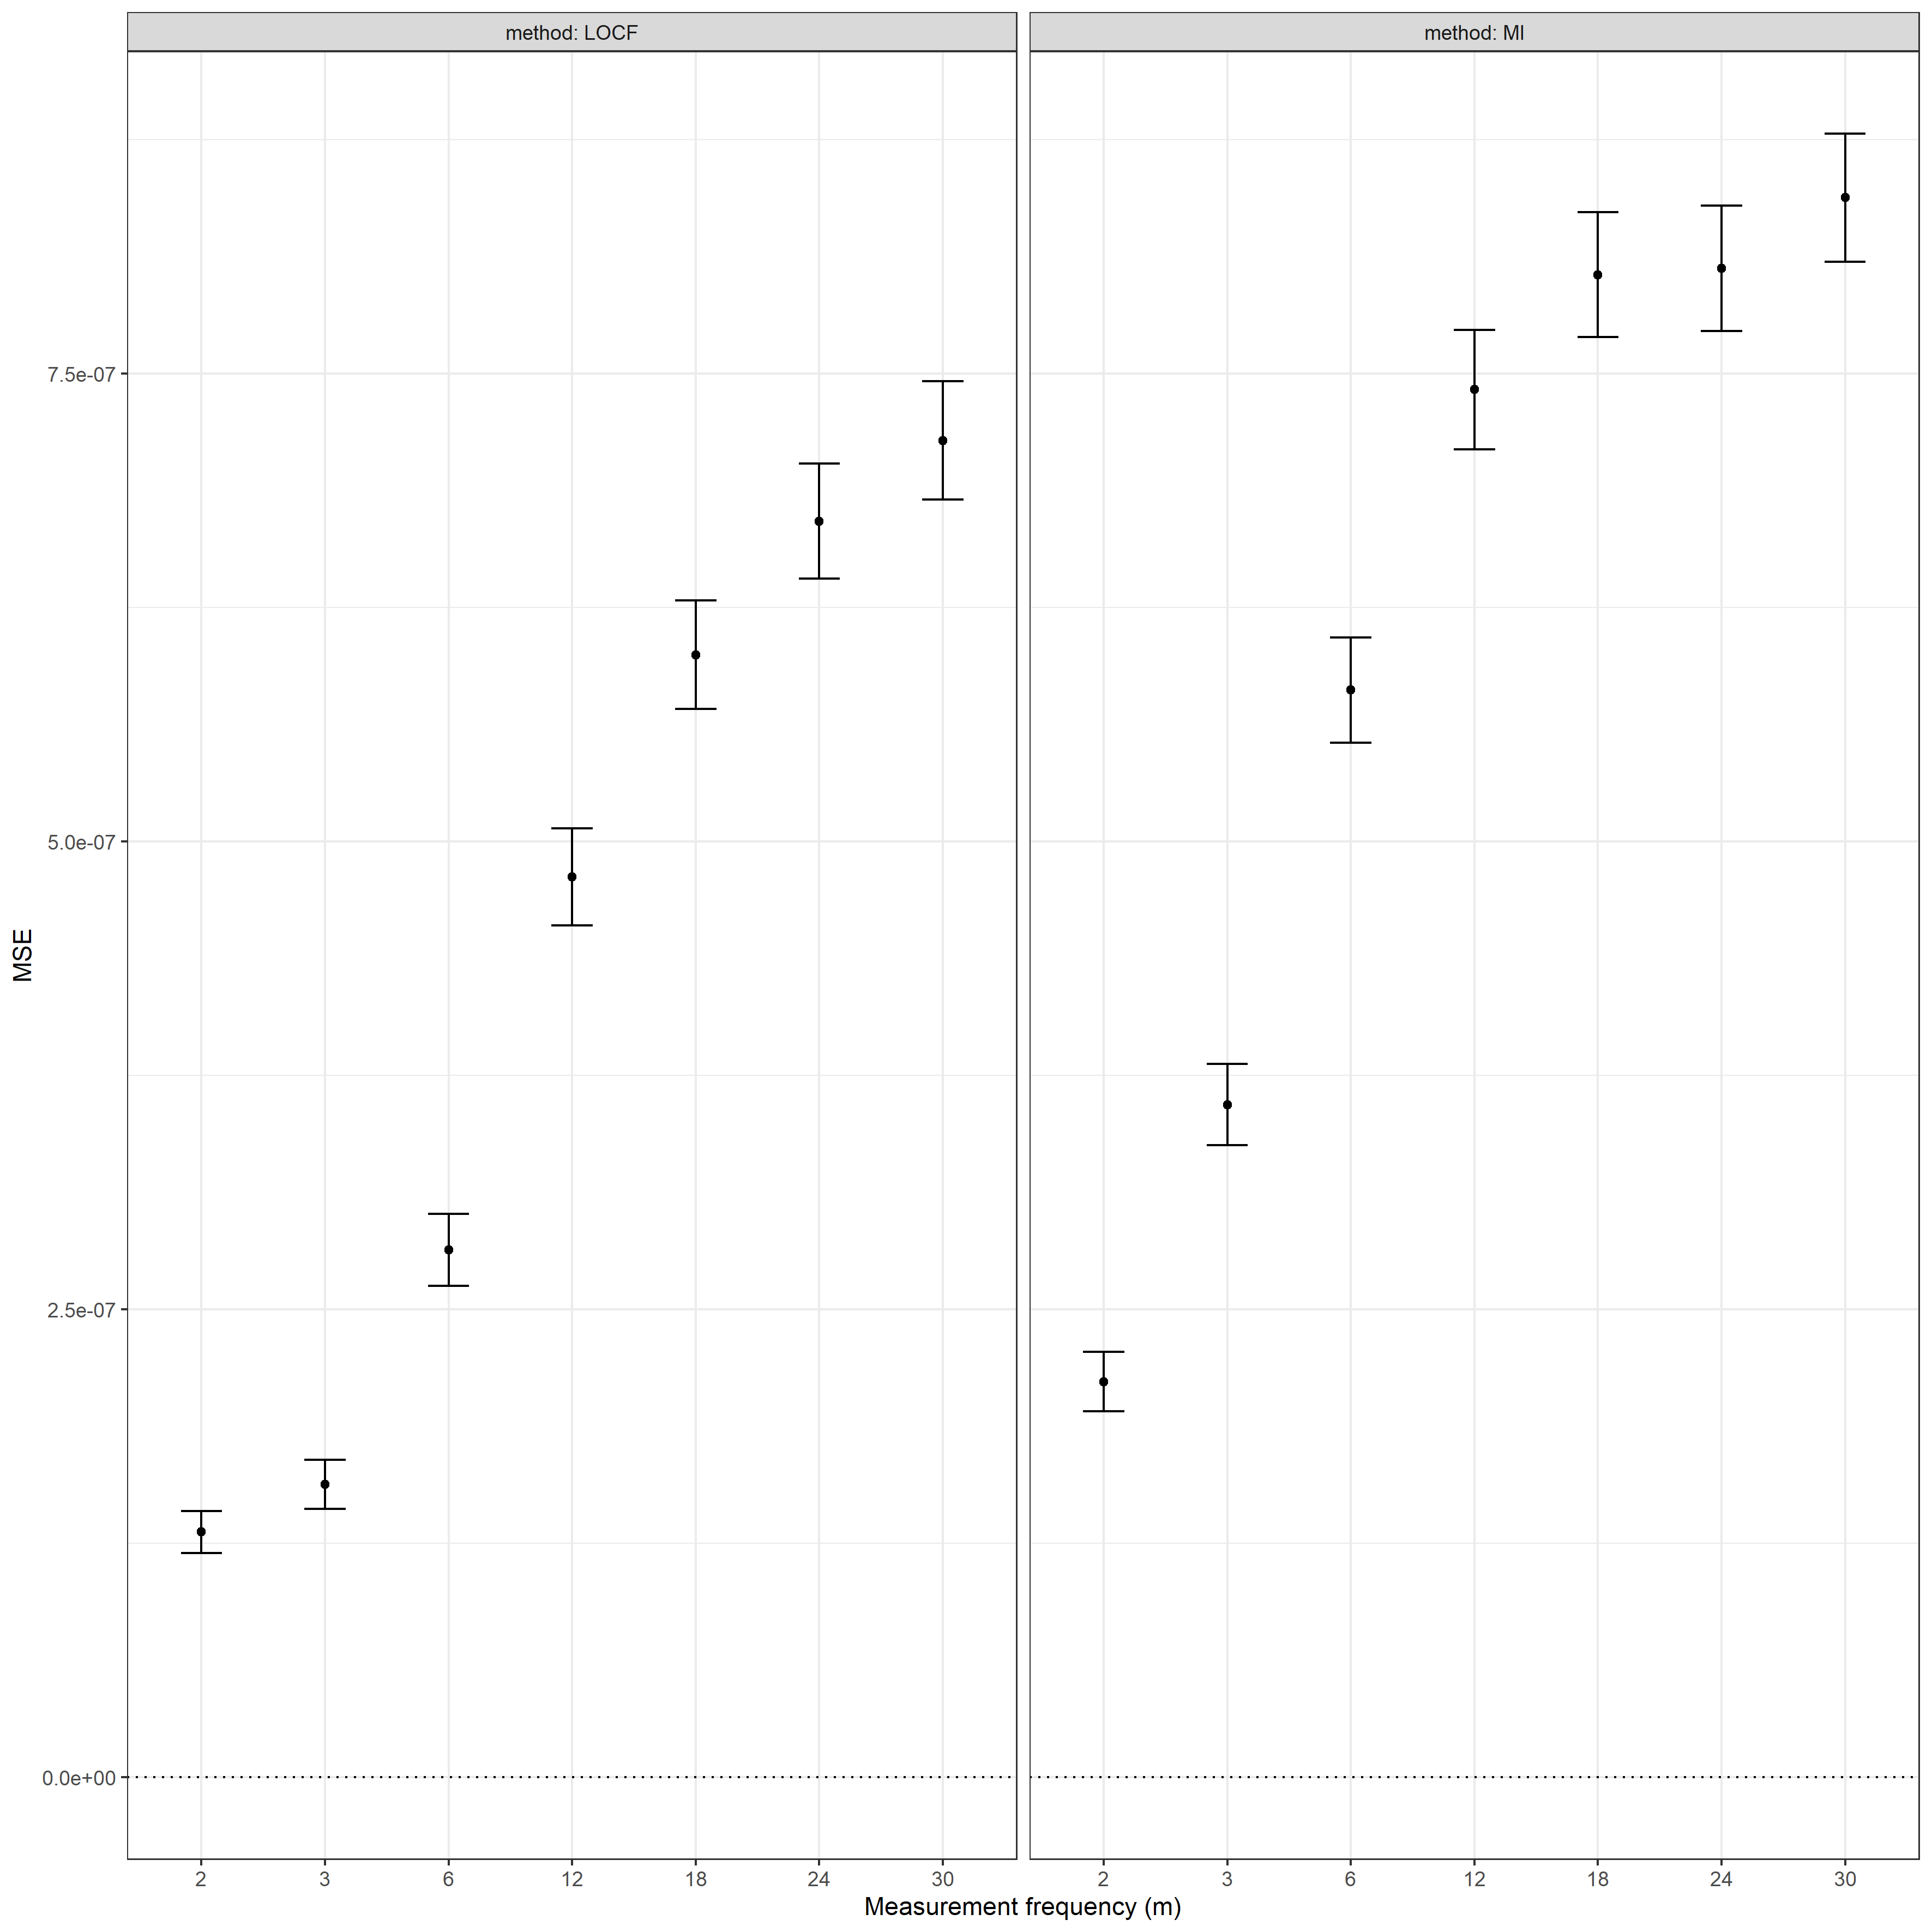 method: LOCF
method: MI
MSE
7.5e-07
5.0e-07
2.5e-07
0.0e+00
2 3 6 12 18 24 30
2 3 6 12 18 24 30
Measurement frequency (m)